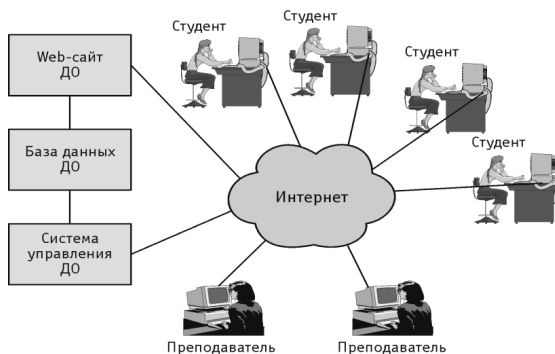 Студент
Студент
Студент
Студент
Web-сайт
ДО
База данных
ДО
Система
управления
ДО
Интернет
Преподаватель
Преподаватель